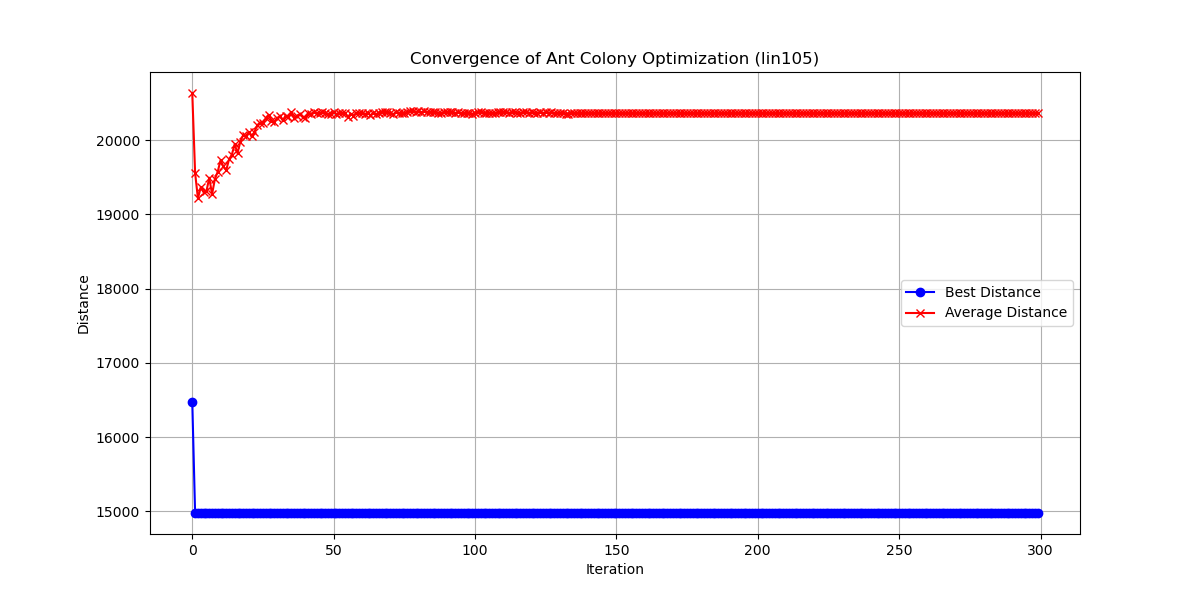 Convergence of Ant Colony Optimization (lin105)
Distance
20000
19000
18000
17000
16000
15000
Best Distance
Average Distance
0 50 100 150 200 250 300
Iteration